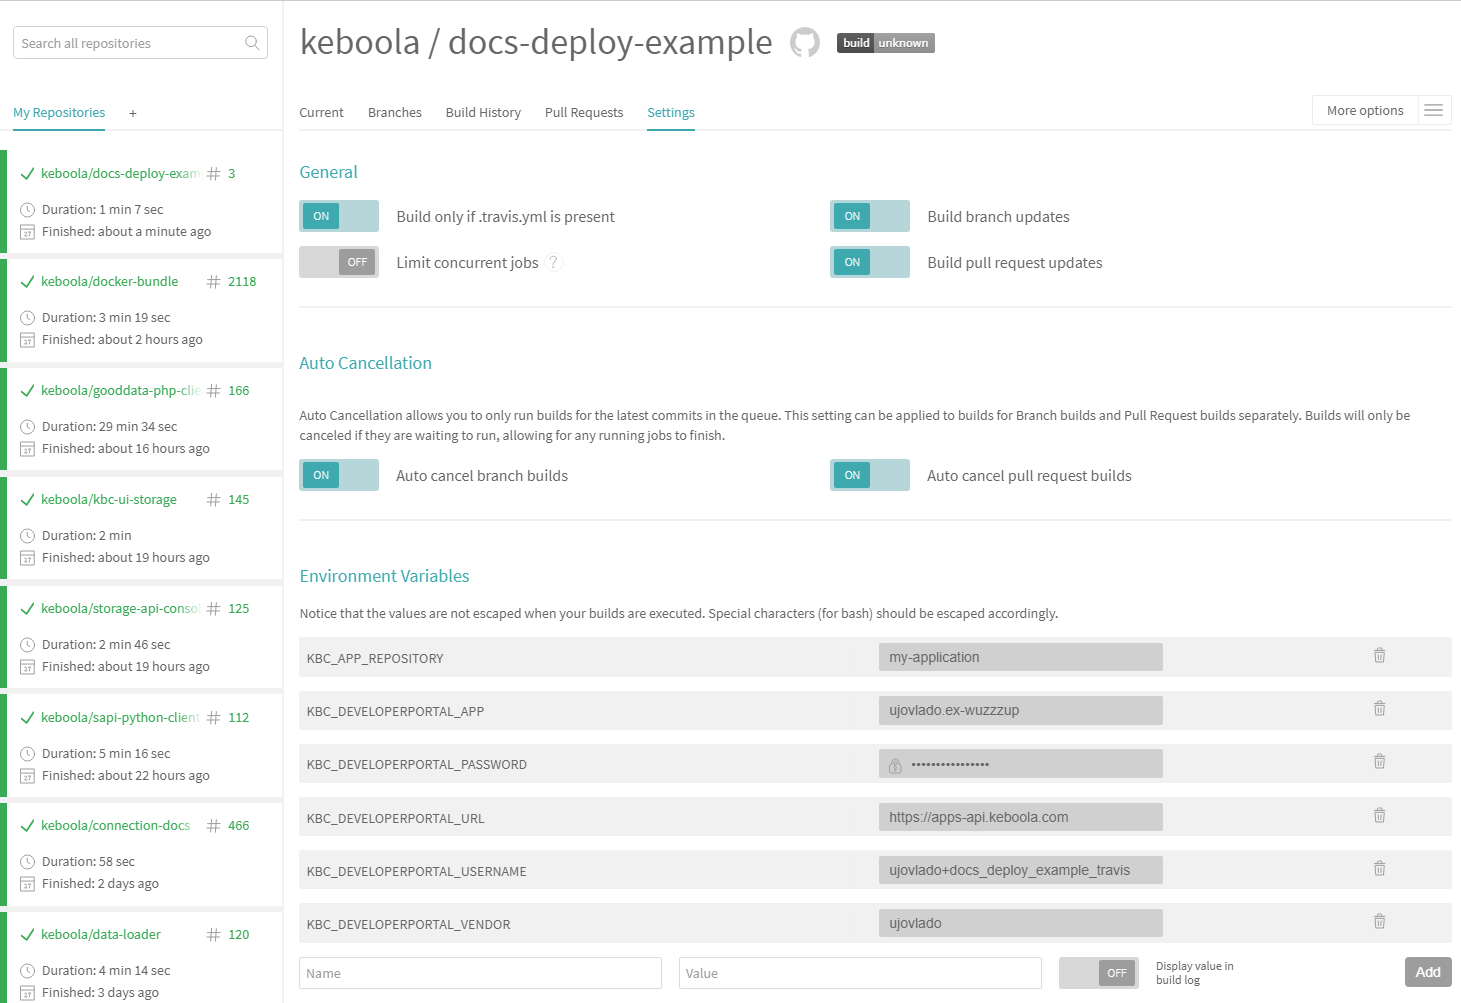 Search all repositories
My Repositories +
keboola/docs-deploy-exam # 3
Duration: 1 min 7 sec
Finished: about a minute ago
keboola/docker-bundle # 2118
Duration: 3 min 19 sec
Finished: about 2 hours ago
keboola/gooddata-php-clie # 166
Duration: 29 min 34 sec
Finished: about 16 hours ago
keboola/kbc-ui-storage # 145
Duration: 2 min
Finished: about 19 hours ago
keboola/storage-api-consol # 125
Duration: 2 min 46 sec
Finished: about 19 hours ago
keboola/sapi-python-client # 112
Duration: 5 min 16 sec
Finished: about 22 hours ago
keboola/connection-docs # 466
Duration: 58 sec
Finished: 2 days ago
keboola/data-loader # 120
Duration: 4 min 14 sec
Finished: 3 days ago
keboola / docs-deploy-example build unknown
Current Branches Build History Pull Requests Settings More options
General
ON Build only if .travis.yml is present ON Build branch updates
OFF Limit concurrent jobs ? ON Build pull request updates
Auto Cancellation
Auto Cancellation allows you to only run builds for the latest commits in the queue. This setting can be applied to builds for Branch builds and Pull Request builds separately. Builds will only be
canceled if they are waiting to run, allowing for any running jobs to finish.
ON Auto cancel branch builds ON Auto cancel pull request builds
Environment Variables
Notice that the values are not escaped when your builds are executed. Special characters (for bash) should be escaped accordingly.
KBC_APP_REPOSITORY my-application
KBC_DEVELOPERPORTAL_APP ujovlado.ex-wuzzzup
KBC_DEVELOPERPORTAL_PASSWORD ••••••••••••••••
KBC_DEVELOPERPORTAL_URL https://apps-api.keboola.com
KBC_DEVELOPERPORTAL_USERNAME ujovlado+docs_deploy_example_travis
KBC_DEVELOPERPORTAL_VENDOR ujovlado
Name Value OFF Display value in
build log
Add